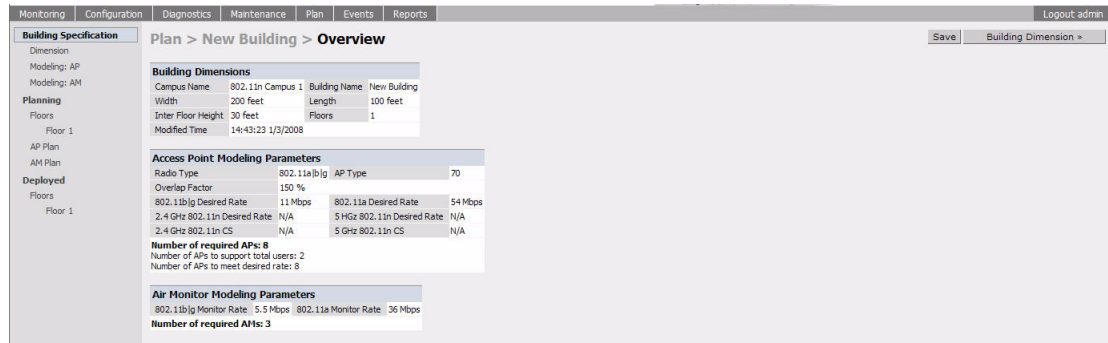 Monitoring Configuration Diagnostics Maintenance Plan Events Reports Logout admin
Building Specification
Dimension
Modeling: AP
Modeling: AM
Planning
Floors
Floor 1
AP Plan
AM Plan
Deployed
Floors
Floor 1
Plan > New Building > Overview
Save Building Dimension »
Building Dimensions
Campus Name 802.11n Campus 1 Building Name New Building
Width 200 feet Length 100 feet
Inter Floor Height 30 feet Floors 1
Modified Time 14:43:23 1/3/2008
Access Point Modeling Parameters
Radio Type 802.11a|b|g AP Type 70
Overlap Factor 150 %
802.11b|g Desired Rate 11 Mbps 802.11a Desired Rate 54 Mbps
2.4 GHz 802.11n Desired Rate N/A 5 HGz 802.11n Desired Rate N/A
2.4 GHz 802.11n CS N/A 5 GHz 802.11n CS N/A
Number of required APs: 8
Number of APs to support total users: 2
Number of APs to meet desired rate: 8
Air Monitor Modeling Parameters
802.11b|g Monitor Rate 5.5 Mbps 802.11a Monitor Rate 36 Mbps
Number of required AMs: 3